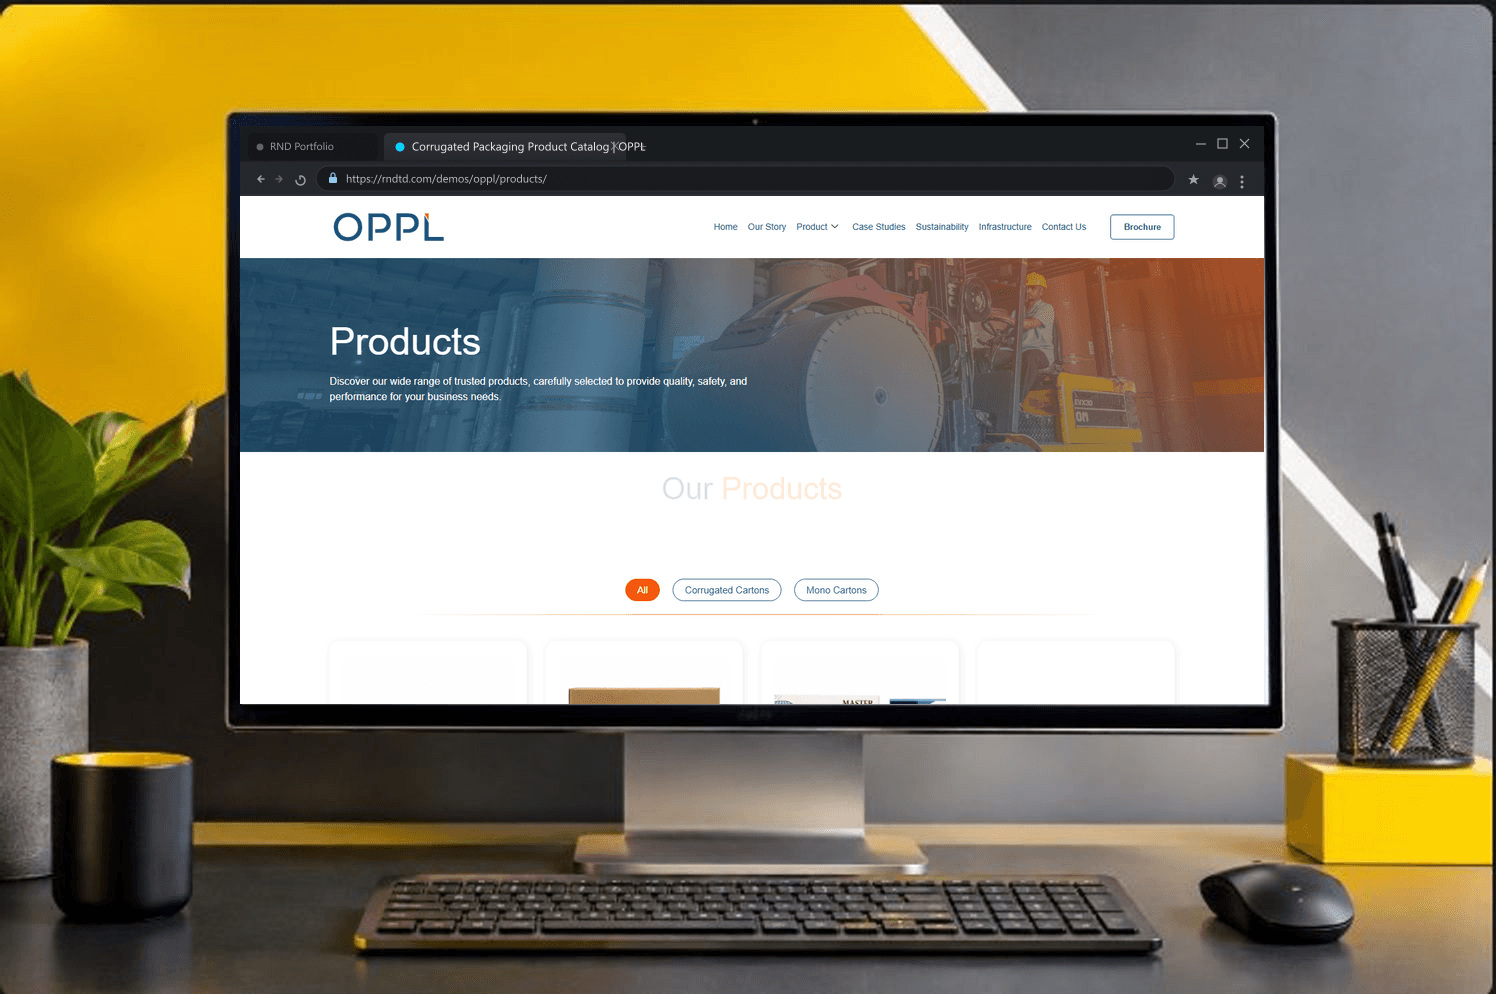 RND Portfolio
Corrugated Packaging Product Catalog OPPL
https://rndtd.com/demos/oppl/products/
OPPL
Home Our Story Product Case Studies Sustainability Infrastructure Contact Us Brochure
Products
Discover our wide range of trusted products, carefully selected to provide quality, safety, and
performance for your business needs.
Our Products
All Corrugated Cartons Mono Cartons
MASTER